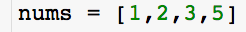 nums = [1,2,3,5]